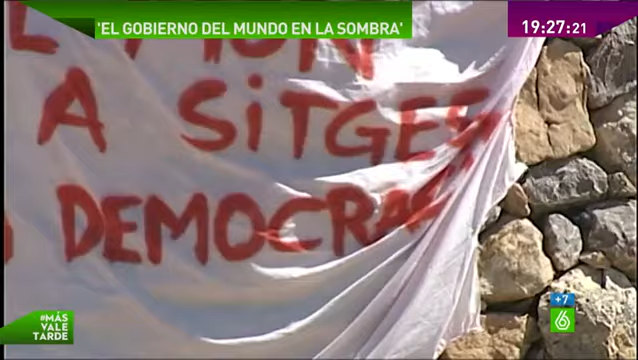 'EL GOBIERNO DEL MUNDO EN LA SOMBRA'
19:27:21
A SITGES
DEMOCRA
#MÁS
VALE
TARDE
+7
6